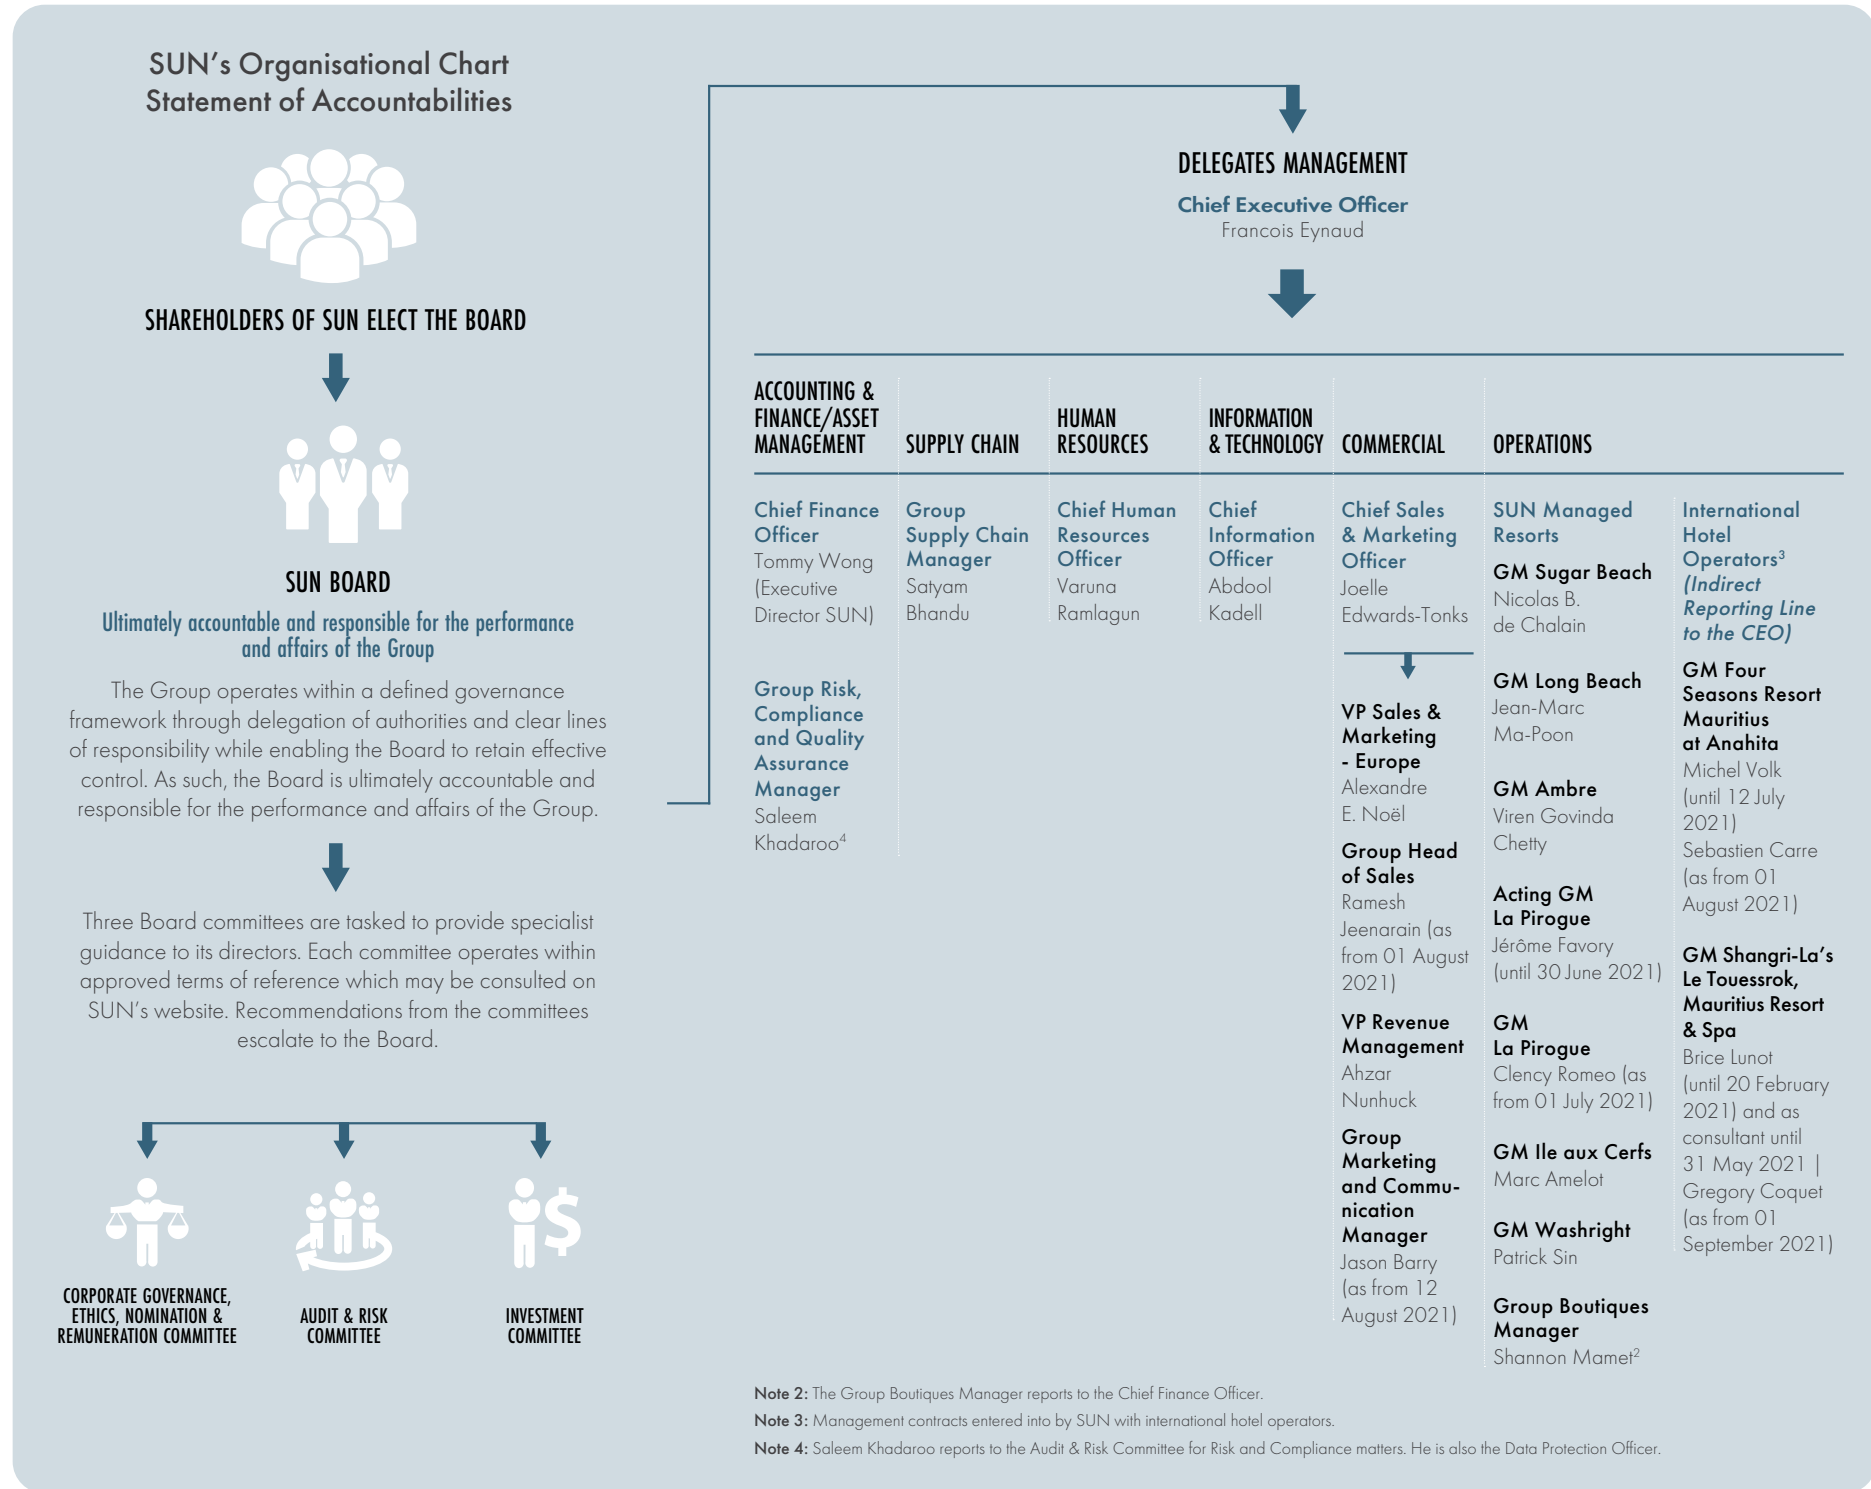 SUN’s Organisational Chart
Statement of Accountabilities
SHAREHOLDERS OF SUN ELECT THE BOARD
SUN BOARD
Ultimately accountable and responsible for the performance
and affairs of the Group
The Group operates within a defined governance
framework through delegation of authorities and clear lines
of responsibility while enabling the Board to retain effective
control. As such, the Board is ultimately accountable and
responsible for the performance and affairs of the Group.
Three Board committees are tasked to provide specialist
guidance to its directors. Each committee operates within
approved terms of reference which may be consulted on
SUN’s website. Recommendations from the committees
escalate to the Board.
CORPORATE GOVERNANCE,
ETHICS, NOMINATION &
REMUNERATION COMMITTEE
AUDIT & RISK
COMMITTEE
$
INVESTMENT
COMMITTEE
DELEGATES MANAGEMENT
Chief Executive Officer
Francois Eynaud
ACCOUNTING &
FINANCE/ASSET
MANAGEMENT
Chief Finance
Officer
Tommy Wong
(Executive
Director SUN)
Group Risk,
Compliance
and Quality
Assurance
Manager
Saleem
Khadaroo4
SUPPLY CHAIN
Group
Supply Chain
Manager
Satyam
Bhandu
HUMAN
RESOURCES
Chief Human
Resources
Officer
Varuna
Ramlagun
INFORMATION
& TECHNOLOGY
Chief
Information
Officer
Abdool
Kadell
COMMERCIAL
Chief Sales
& Marketing
Officer
Joelle
Edwards-Tonks
VP Sales &
Marketing
- Europe
Alexandre
E. Noël
Group Head
of Sales
Ramesh
Jeenarain (as
from 01 August
2021)
VP Revenue
Management
Ahzar
Nunhuck
Group
Marketing
and Commu-
nication
Manager
Jason Barry
(as from 12
August 2021)
OPERATIONS
SUN Managed
Resorts
GM Sugar Beach
Nicolas B.
de Chalain
GM Long Beach
Jean-Marc
Ma-Poon
GM Ambre
Viren Govinda
Chetty
Acting GM
La Pirogue
Jérôme Favory
(until 30 June 2021)
GM
La Pirogue
Clency Romeo (as
from 01 July 2021)
GM Ile aux Cerfs
Marc Amelot
GM Washright
Patrick Sin
Group Boutiques
Manager
Shannon Mamet2
International
Hotel
Operators3
(Indirect
Reporting Line
to the CEO)
GM Four
Seasons Resort
Mauritius
at Anahita
Michel Volk
(until 12 July
2021)
Sebastien Carre
(as from 01
August 2021)
GM Shangri-La’s
Le Touessrok,
Mauritius Resort
& Spa
Brice Lunot
(until 20 February
2021) and as
consultant until
31 May 2021 |
Gregory Coquet
(as from 01
September 2021)
Note 2: The Group Boutiques Manager reports to the Chief Finance Officer.
Note 3: Management contracts entered into by SUN with international hotel operators.
Note 4: Saleem Khadaroo reports to the Audit & Risk Committee for Risk and Compliance matters. He is also the Data Protection Officer.